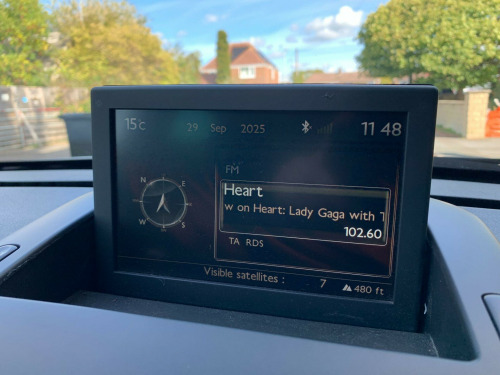 15°C 29 Sep 2025 11 48
FM
Heart
w on Heart: Lady Gaga with T
102.60
TA RDS
N E
W S
Visible satellites : 7 480 ft